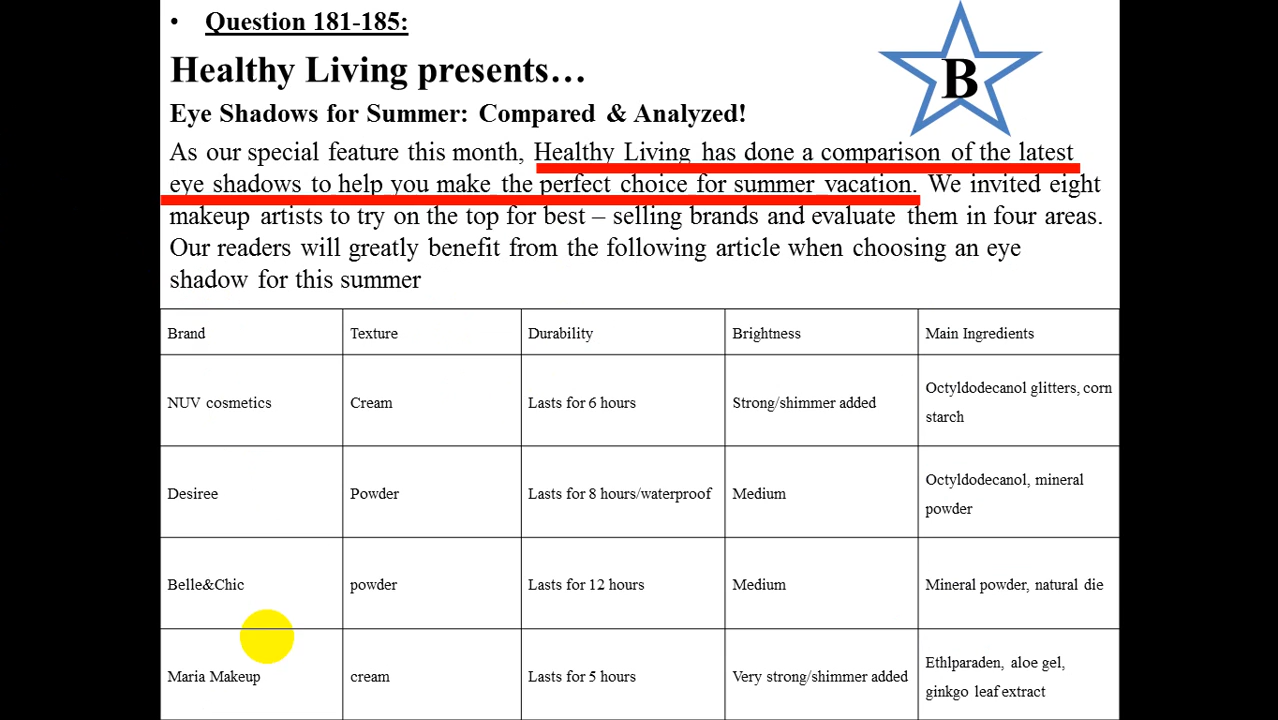 • Question 181-185:
B
Healthy Living presents…
Eye Shadows for Summer: Compared & Analyzed!
As our special feature this month, Healthy Living has done a comparison of the latest
eye shadows to help you make the perfect choice for summer vacation. We invited eight
makeup artists to try on the top for best – selling brands and evaluate them in four areas.
Our readers will greatly benefit from the following article when choosing an eye
shadow for this summer
Brand Texture Durability Brightness Main Ingredients
NUV cosmetics Cream Lasts for 6 hours Strong/shimmer added Octyldodecanol glitters, corn
starch
Desiree Powder Lasts for 8 hours/waterproof Medium Octyldodecanol, mineral
powder
Belle&Chic powder Lasts for 12 hours Medium Mineral powder, natural die
Maria Makeup cream Lasts for 5 hours Very strong/shimmer added Ethlparaden, aloe gel,
ginkgo leaf extract